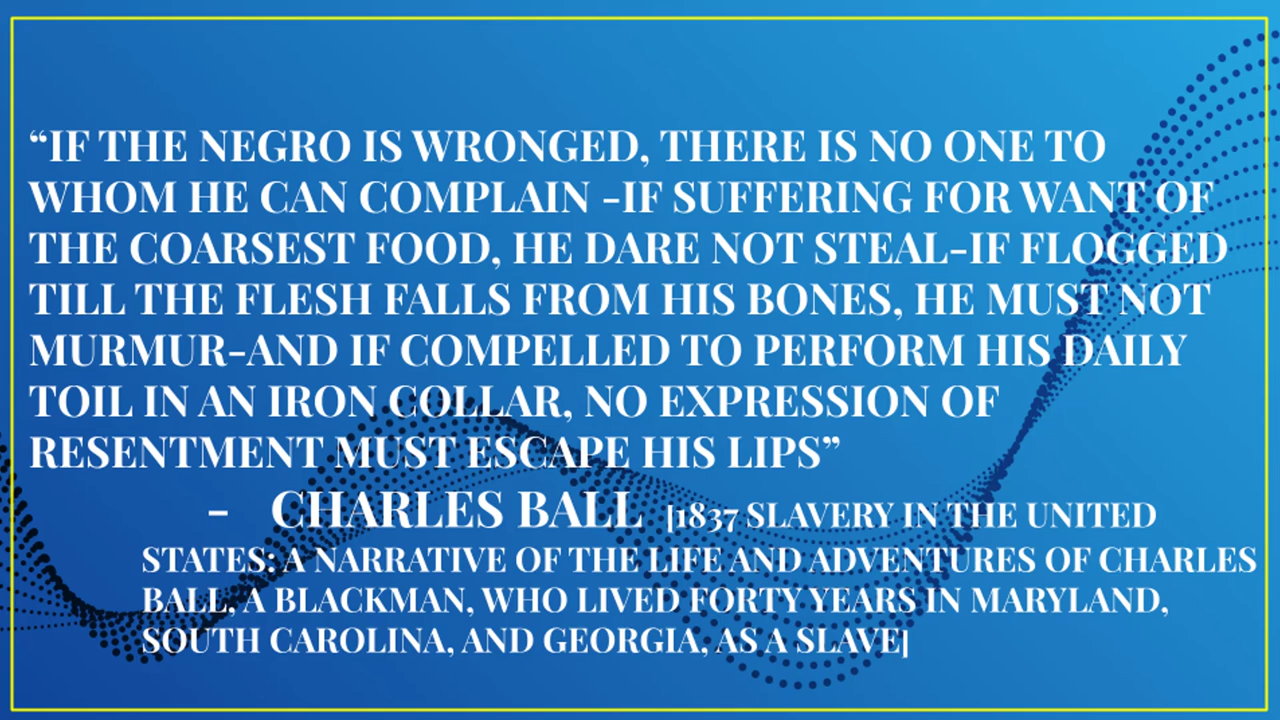 “IF THE NEGRO IS WRONGED, THERE IS NO ONE TO
WHOM HE CAN COMPLAIN -IF SUFFERING FOR WANT OF
THE COARSEST FOOD, HE DARE NOT STEAL-IF FLOGGED
TILL THE FLESH FALLS FROM HIS BONES, HE MUST NOT
MURMUR-AND IF COMPELLED TO PERFORM HIS DAILY
TOIL IN AN IRON COLLAR, NO EXPRESSION OF
RESENTMENT MUST ESCAPE HIS LIPS”
- CHARLES BALL [1837 SLAVERY IN THE UNITED
STATES: A NARRATIVE OF THE LIFE AND ADVENTURES OF CHARLES
BALL, A BLACKMAN, WHO LIVED FORTY YEARS IN MARYLAND,
SOUTH CAROLINA, AND GEORGIA, AS A SLAVE]